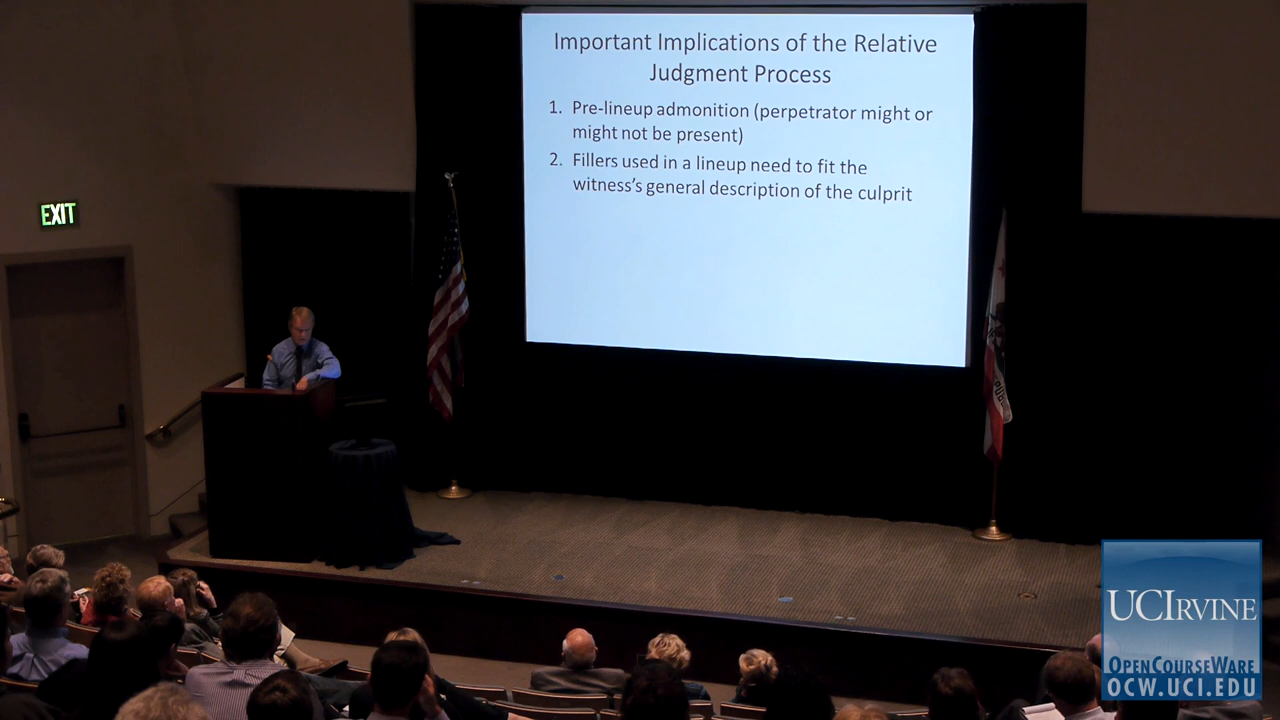 Important Implications of the Relative
Judgment Process
1. Pre-lineup admonition (perpetrator might or
might not be present)
2. Fillers used in a lineup need to fit the
witness's general description of the culprit
EXIT
UCIRVINE
OPENCOURSEWARE
OCW.UCI.EDU